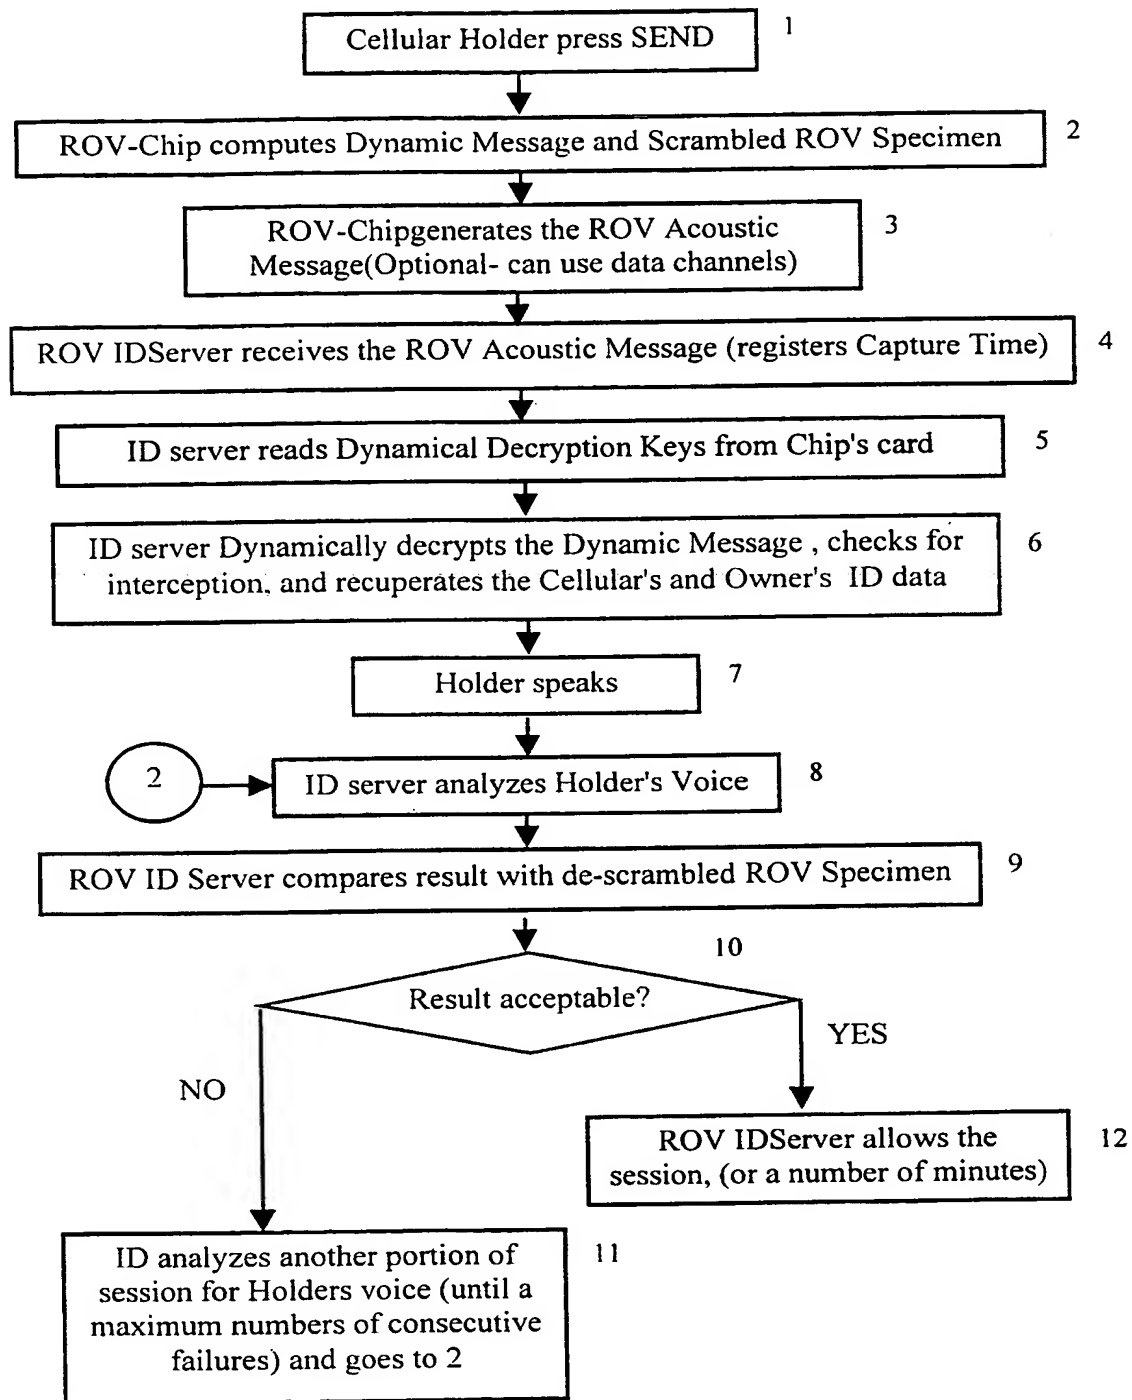 Cellular Holder press SEND
1
ROV-Chip computes Dynamic Message and Scrambled ROV Specimen
2
ROV-Chipgenerates the ROV Acoustic
Message(Optional- can use data channels)
3
ROV IDServer receives the ROV Acoustic Message (registers Capture Time)
4
ID server reads Dynamical Decryption Keys from Chip's card
5
ID server Dynamically decrypts the Dynamic Message , checks for
interception, and recuperates the Cellular's and Owner's ID data
6
Holder speaks
7
2
ID server analyzes Holder's Voice
8
ROV ID Server compares result with de-scrambled ROV Specimen
9
10
Result acceptable?
YES
NO
ROV IDServer allows the
session, (or a number of minutes)
12
ID analyzes another portion of
session for Holders voice (until a
maximum numbers of consecutive
failures) and goes to 2
11